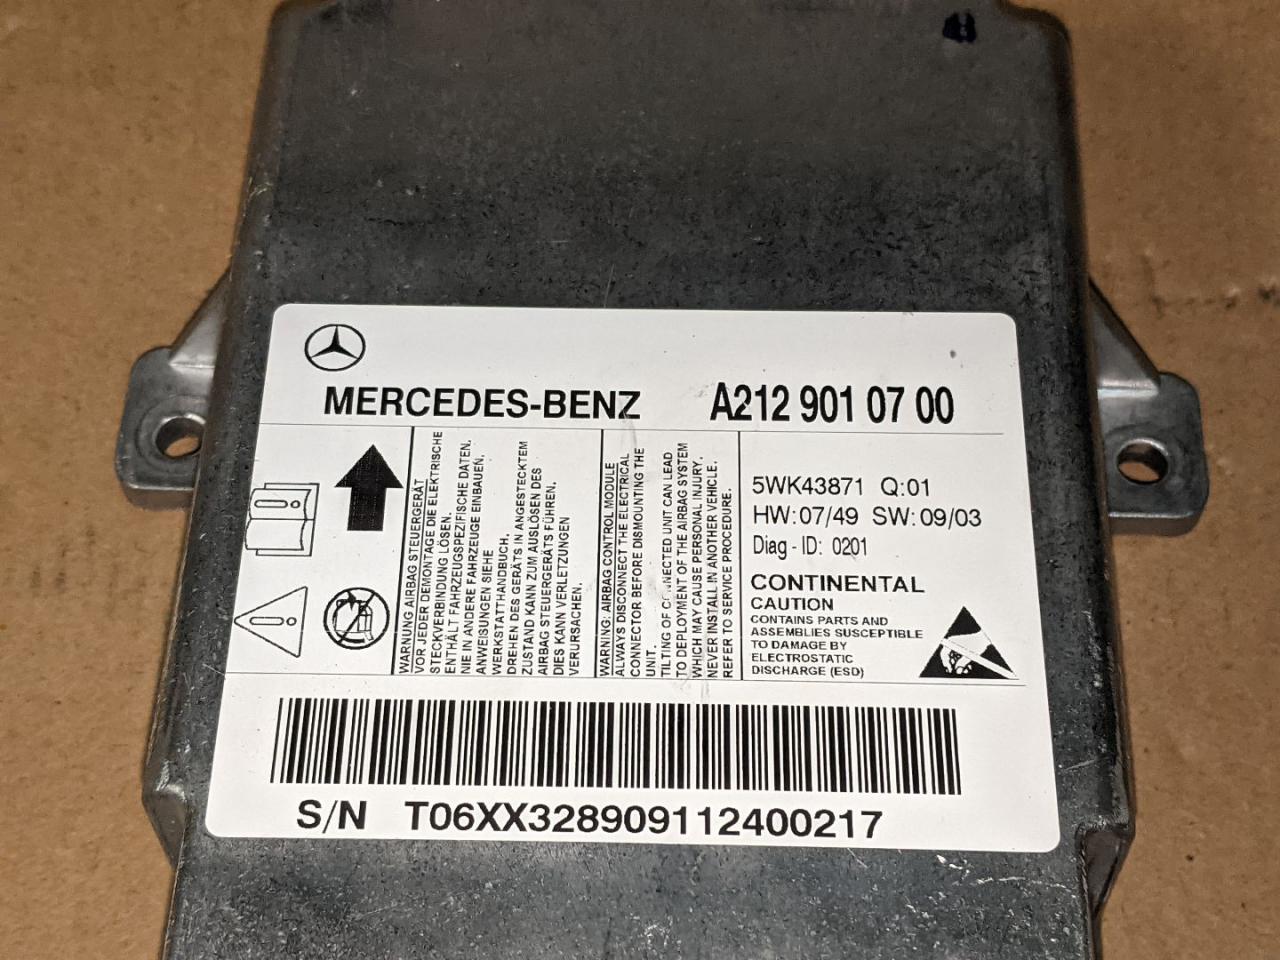 MERCEDES-BENZ
A212 901 07 00
WARNUNG AIRBAG STEUERGERÄT
VOR JEDER DEMONTAGE DIE ELEKTRISCHE
STECKVERBINDUNG LÖSEN.
ENTHÄLT FAHRZEUGSPEZIFISCHE DATEN.
NIE IN ANDERE FAHRZEUGE EINBAUEN.
ANWEISUNGEN SIEHE
WERKSTATTHANDBUCH.
DREHEN DES GERÄTS IN ANGESTECKTEM
ZUSTAND KANN ZUM AUSLÖSEN DES
AIRBAG STEUERGERÄTS FÜHREN.
DIES KANN VERLETZUNGEN
VERURSACHEN.
WARNING: AIRBAG CONTROL MODULE
ALWAYS DISCONNECT THE ELECTRICAL
CONNECTOR BEFORE DISMOUNTING THE
UNIT.
TILTING OF CONNECTED UNIT CAN LEAD
TO DEPLOYMENT OF THE AIRBAG SYSTEM
WHICH MAY CAUSE PERSONAL INJURY.
NEVER INSTALL IN ANOTHER VEHICLE.
REFER TO SERVICE PROCEDURE.
5WK43871 Q:01
HW:07/49 SW:09/03
Diag - ID: 0201
CONTINENTAL
CAUTION
CONTAINS PARTS AND
ASSEMBLIES SUSCEPTIBLE
TO DAMAGE BY
ELECTROSTATIC
DISCHARGE (ESD)
S/N T06XX328909112400217